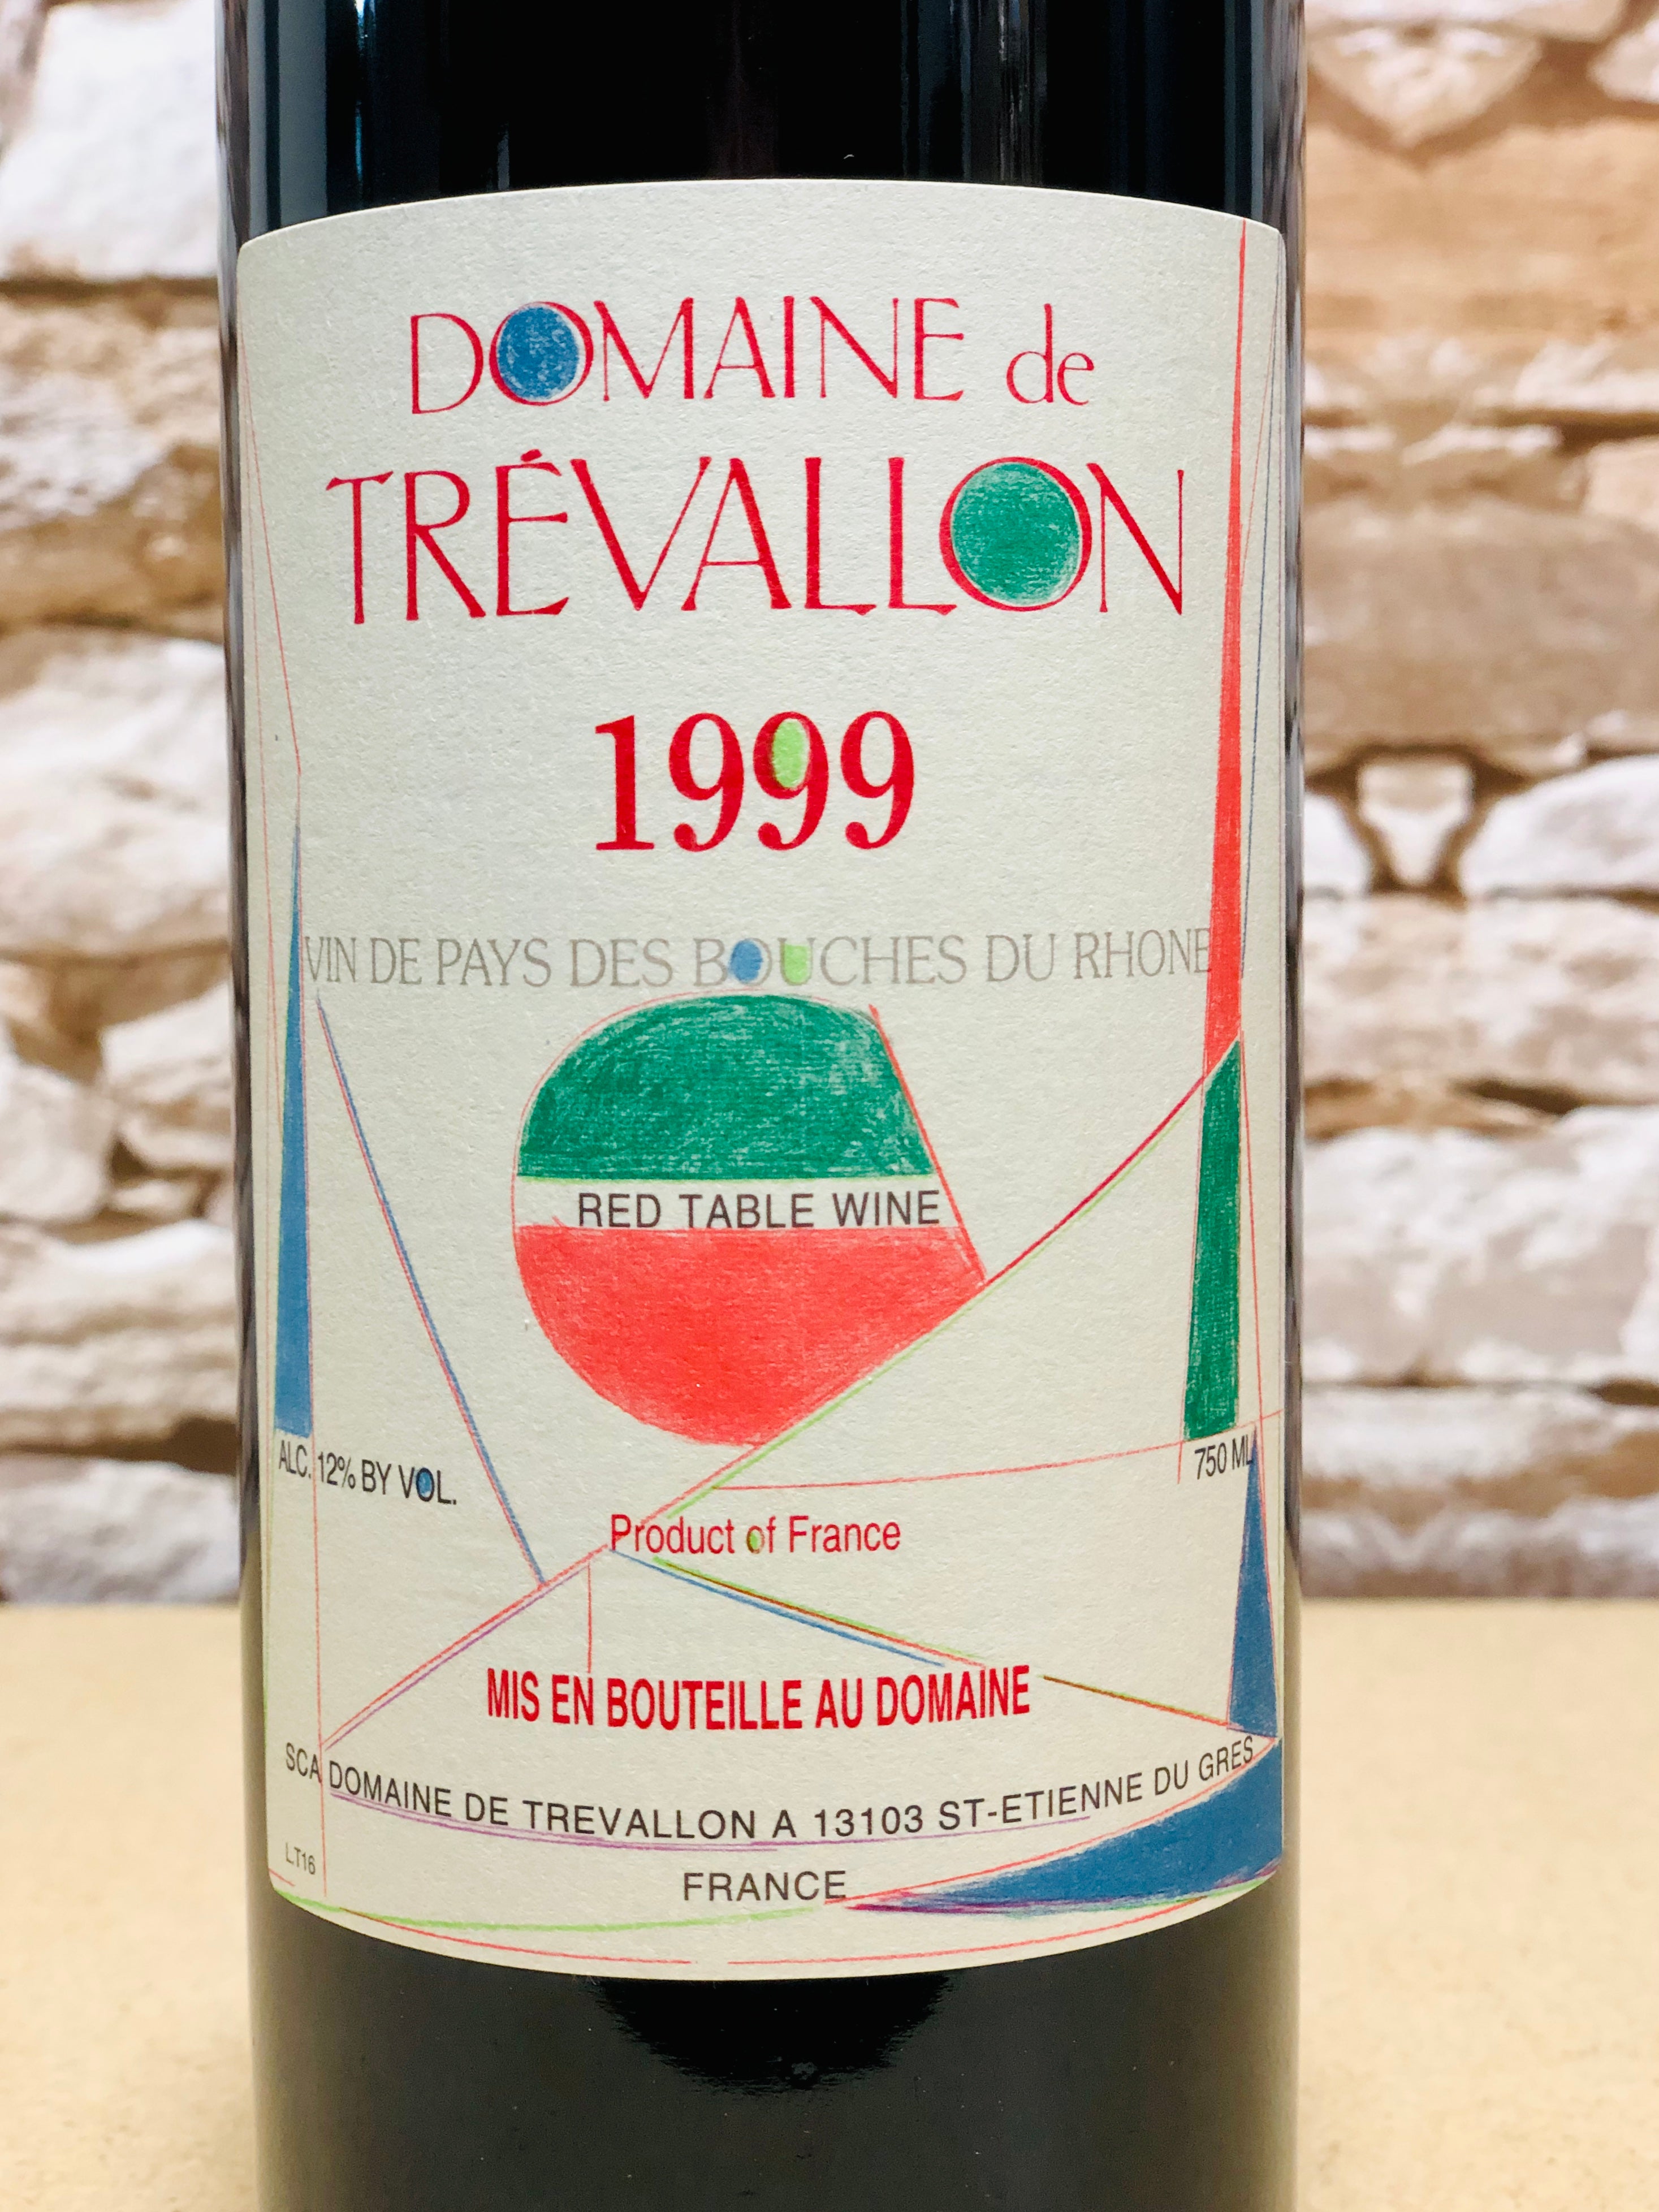 DOMAINE de
TRÉVALLON
1999
VIN DE PAYS DES BOUCHES DU RHONE
RED TABLE WINE
ALC. 12% BY VOL.
750 ML
Product of France
MIS EN BOUTEILLE AU DOMAINE
SCA DOMAINE DE TREVALLON A 13103 ST-ETIENNE DU GRES
L.T16
FRANCE